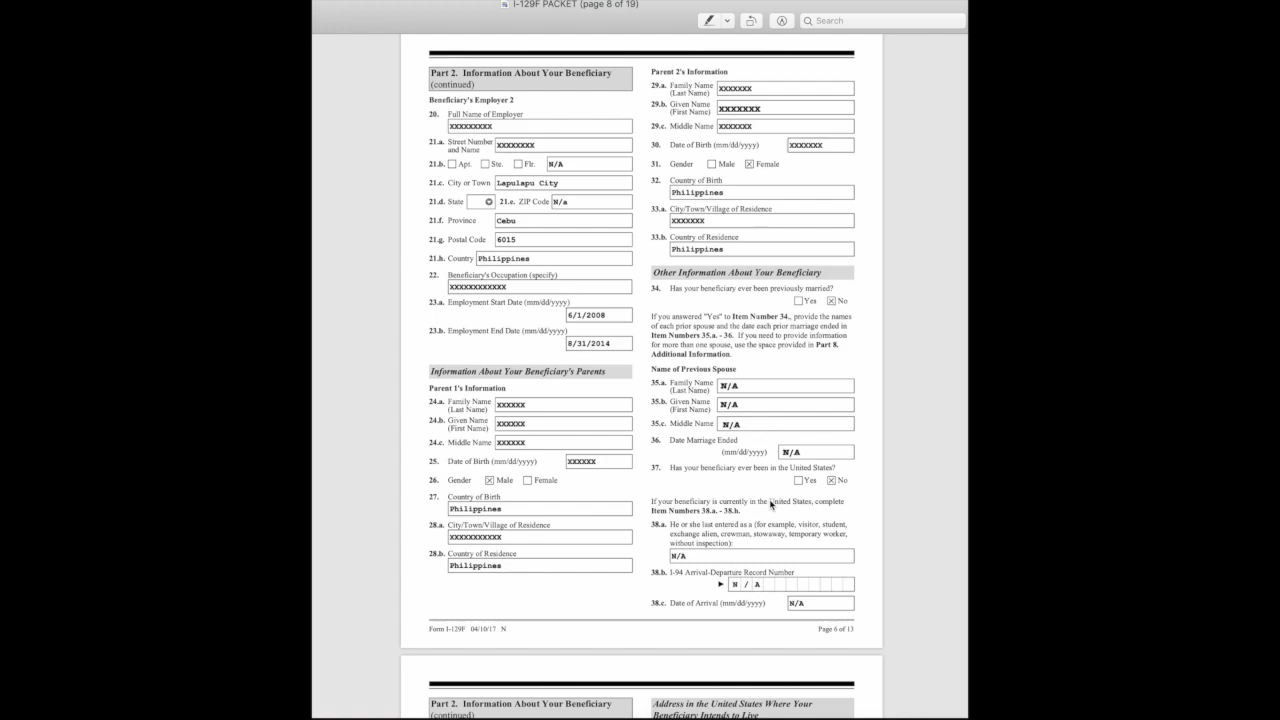 I-129F PACKET (page 8 of 19)
Search
Part 2. Information About Your Beneficiary
(continued)
Beneficiary's Employer 2
20. Full Name of Employer
XXXXXXXXX
21.a. Street Number
and Name
XXXXXXXX
21.b. Apt. Ste. Flr. N/A
21.c. City or Town Lapulapu City
21.d. State 21.e. ZIP Code N/a
21.f. Province Cebu
21.g. Postal Code 6015
21.h. Country Philippines
22. Beneficiary's Occupation (specify)
XXXXXXXXXXXX
23.a. Employment Start Date (mm/dd/yyyy)
6/1/2008
23.b. Employment End Date (mm/dd/yyyy)
8/31/2014
Information About Your Beneficiary's Parents
Parent 1's Information
24.a. Family Name
(Last Name)
XXXXXX
24.b. Given Name
(First Name)
XXXXXX
24.c. Middle Name XXXXXX
25. Date of Birth (mm/dd/yyyy) XXXXXX
26. Gender X Male Female
27. Country of Birth
Philippines
28.a. City/Town/Village of Residence
XXXXXXXXXXX
28.b. Country of Residence
Philippines
Parent 2's Information
29.a. Family Name
(Last Name)
XXXXXXX
29.b. Given Name
(First Name)
XXXXXXX
29.c. Middle Name XXXXXXX
30. Date of Birth (mm/dd/yyyy) XXXXXXX
31. Gender Male X Female
32. Country of Birth
Philippines
33.a. City/Town/Village of Residence
XXXXXXX
33.b. Country of Residence
Philippines
Other Information About Your Beneficiary
34. Has your beneficiary ever been previously married?
Yes X No
If you answered "Yes" to Item Number 34., provide the names
of each prior spouse and the date each prior marriage ended in
Item Numbers 35.a. - 36. If you need to provide information
for more than one spouse, use the space provided in Part 8.
Additional Information.
Name of Previous Spouse
35.a. Family Name
(Last Name)
N/A
35.b. Given Name
(First Name)
N/A
35.c. Middle Name N/A
36. Date Marriage Ended
(mm/dd/yyyy) N/A
37. Has your beneficiary ever been in the United States?
Yes X No
If your beneficiary is currently in the United States, complete
Item Numbers 38.a. - 38.h.
38.a. He or she last entered as a (for example, visitor, student,
exchange alien, crewman, stowaway, temporary worker,
without inspection):
N/A
38.b. I-94 Arrival-Departure Record Number
N / A
38.c. Date of Arrival (mm/dd/yyyy) N/A
Form I-129F 04/10/17 N
Page 6 of 13
Part 2. Information About Your Beneficiary
(continued)
Address in the United States Where Your
Beneficiary Intends to Live